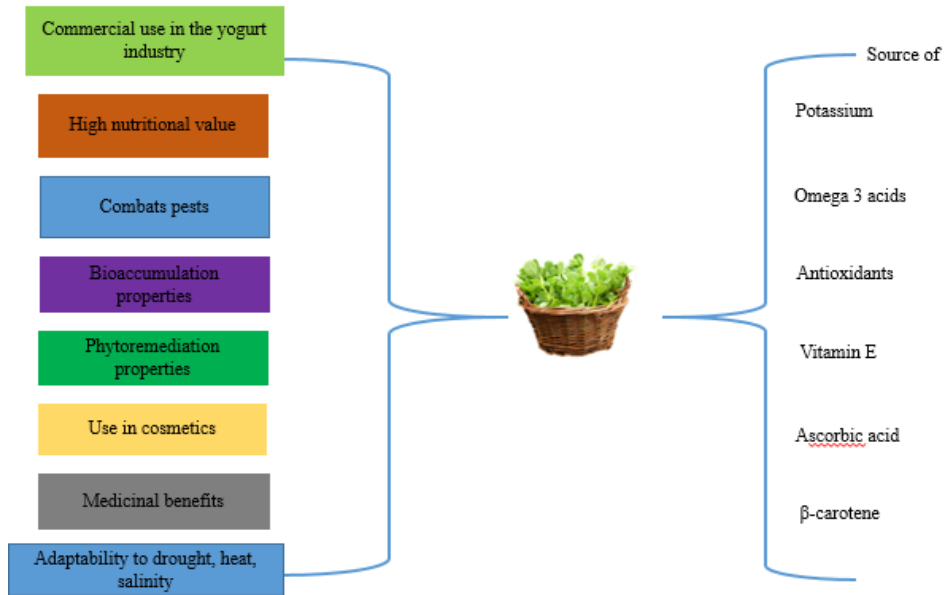 Commercial use in the yogurt
industry
High nutritional value
Combats pests
Bioaccumulation
properties
Phytoremediation
properties
Use in cosmetics
Medicinal benefits
Adaptability to drought, heat,
salinity
Source of
Potassium
Omega 3 acids
Antioxidants
Vitamin E
Ascorbic acid
β-carotene